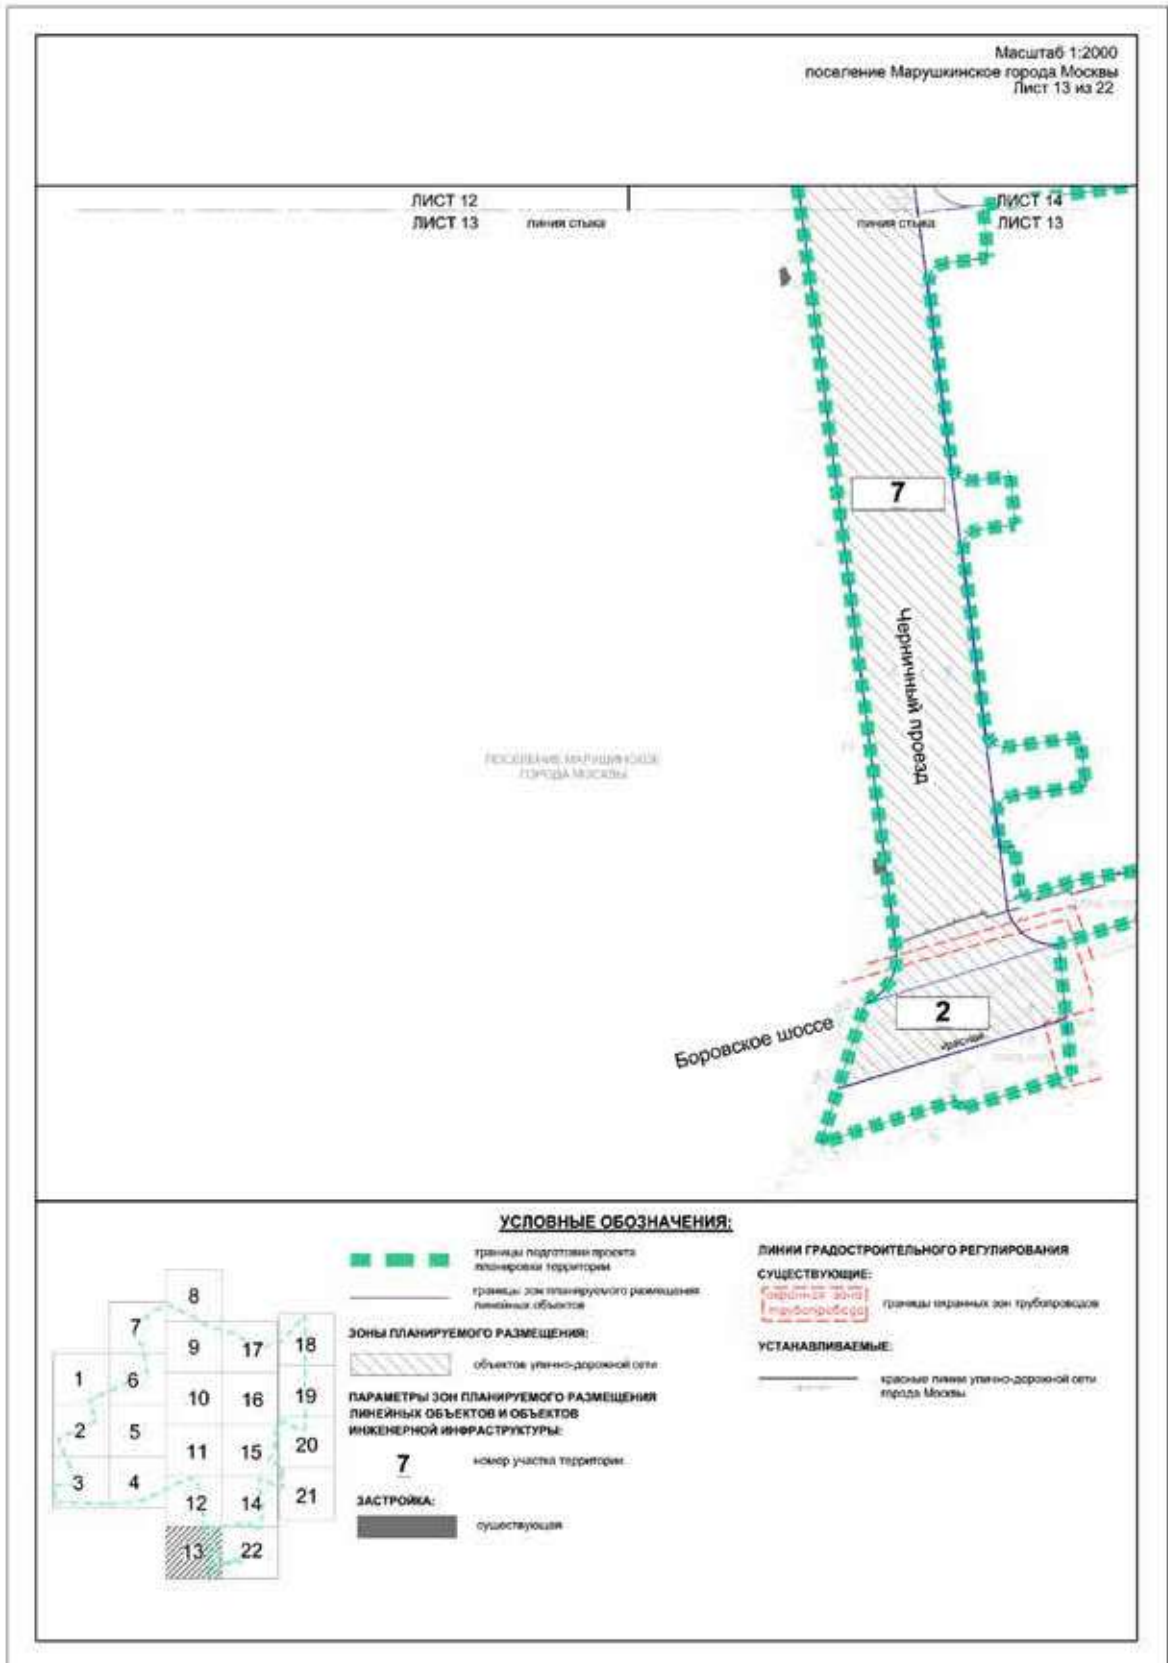 Масштаб 1:2000
поселение Марушкинское города Москвы
Лист 13 из 22
ЛИСТ 12
ЛИСТ 14
ЛИСТ 13
линия стыка
линия стыка
ЛИСТ 13
7
Черничный проезд
ПОСЕЛЕНИЕ МАРУШКИНСКОЕ
ГОРОДА МОСКВЫ
2
Боровское шоссе
красная
УСЛОВНЫЕ ОБОЗНАЧЕНИЯ:
границы подготовки проекта
планировки территории
границы зон планируемого размещения
линейных объектов
ЗОНЫ ПЛАНИРУЕМОГО РАЗМЕЩЕНИЯ:
объектов улично-дорожной сети
ПАРАМЕТРЫ ЗОН ПЛАНИРУЕМОГО РАЗМЕЩЕНИЯ
ЛИНЕЙНЫХ ОБЪЕКТОВ И ОБЪЕКТОВ
ИНЖЕНЕРНОЙ ИНФРАСТРУКТУРЫ:
7
номер участка территории
ЗАСТРОЙКА:
существующая
ЛИНИИ ГРАДОСТРОИТЕЛЬНОГО РЕГУЛИРОВАНИЯ
СУЩЕСТВУЮЩИЕ:
охранная зона
трубопровода
границы охранных зон трубопроводов
УСТАНАВЛИВАЕМЫЕ:
красные линии улично-дорожной сети
города Москвы
8
7
9
17
18
1
6
10
16
19
2
5
11
15
20
3
4
12
14
21
13
22